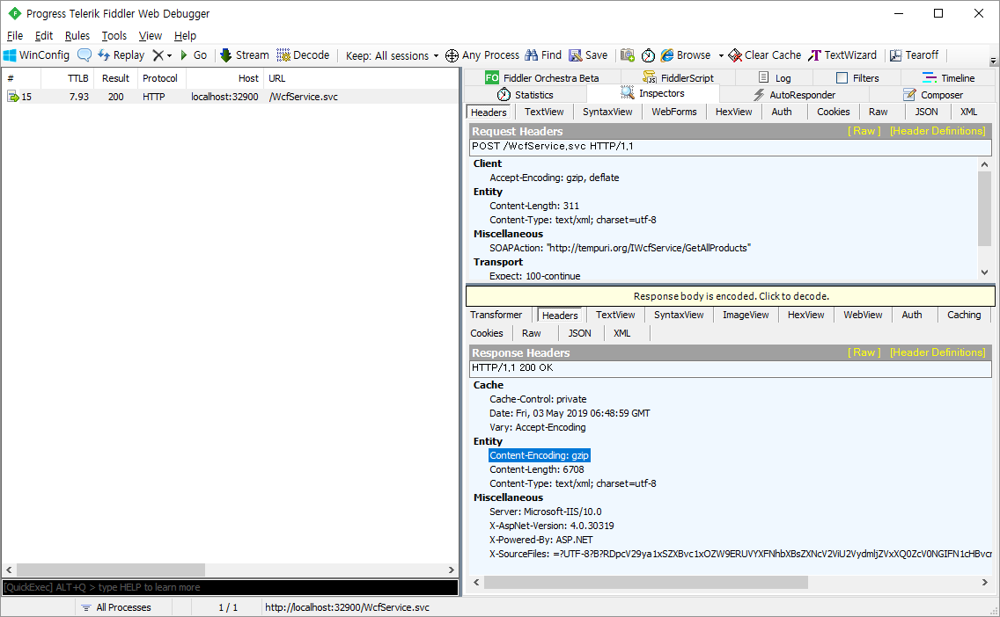 Progress Telerik Fiddler Web Debugger
File Edit Rules Tools View Help
WinConfig Replay Go Stream Decode Keep: All sessions Any Process Find Save Browse Clear Cache TextWizard Tearoff
# TTLB Result Protocol Host URL
15 7.93 200 HTTP localhost:32900 /WcfService.svc
FO Fiddler Orchestra Beta FiddlerScript Log Filters Timeline
Statistics Inspectors AutoResponder Composer
Headers TextView SyntaxView WebForms HexView Auth Cookies Raw JSON XML
Request Headers [ Raw ] [Header Definitions]
POST /WcfService.svc HTTP/1.1
Client
Accept-Encoding: gzip, deflate
Entity
Content-Length: 311
Content-Type: text/xml; charset=utf-8
Miscellaneous
SOAPAction: "http://tempuri.org/IWcfService/GetAllProducts"
Transport
Expect: 100-continue
Response body is encoded. Click to decode.
Transformer Headers TextView SyntaxView ImageView HexView WebView Auth Caching
Cookies Raw JSON XML
Response Headers [ Raw ] [Header Definitions]
HTTP/1.1 200 OK
Cache
Cache-Control: private
Date: Fri, 03 May 2019 06:48:59 GMT
Vary: Accept-Encoding
Entity
Content-Encoding: gzip
Content-Length: 6708
Content-Type: text/xml; charset=utf-8
Miscellaneous
Server: Microsoft-IIS/10.0
X-AspNet-Version: 4.0.30319
X-Powered-By: ASP.NET
X-SourceFiles:
[QuickExec] ALT+Q > type HELP to learn more
All Processes 1 / 1 http://localhost:32900/WcfService.svc